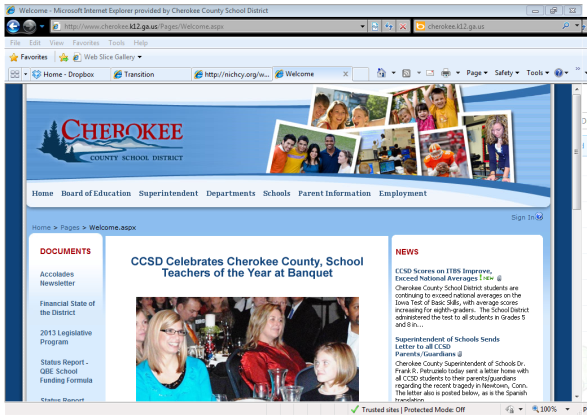 Welcome - Microsoft Internet Explorer provided by Cherokee County School District
http://www.cherokee.k12.ga.us/Pages/Welcome.aspx
cherokee.k12.ga.us
File Edit View Favorites Tools Help
Favorites Web Slice Gallery
Home - Dropbox Transition http://nichcy.org/w... Welcome X Page Safety Tools
CHEROKEE
COUNTY SCHOOL DISTRICT
Home Board of Education Superintendent Departments Schools Parent Information Employment
Sign In
Home > Pages > Welcome.aspx
DOCUMENTS
Accolades
Newsletter
Financial State of
the District
2013 Legislative
Program
Status Report -
QBE School
Funding Formula
Status Report
CCSD Celebrates Cherokee County, School
Teachers of the Year at Banquet
NEWS
CCSD Scores on ITBS Improve,
Exceed National Averages NEW
Cherokee County School District students are
continuing to exceed national averages on the
Iowa Test of Basic Skills, with average scores
increasing for eighth-graders. The School District
administered the test to all students in Grades 5
and 8 in...
Superintendent of Schools Sends
Letter to all CCSD
Parents/Guardians
Cherokee County Superintendent of Schools Dr.
Frank R. Petruzielo today sent a letter home with
all CCSD students to their parents/guardians
regarding the recent tragedy in Newtown, Conn.
The letter also is posted below, as is the Spanish
translation
Trusted sites | Protected Mode: Off 100%